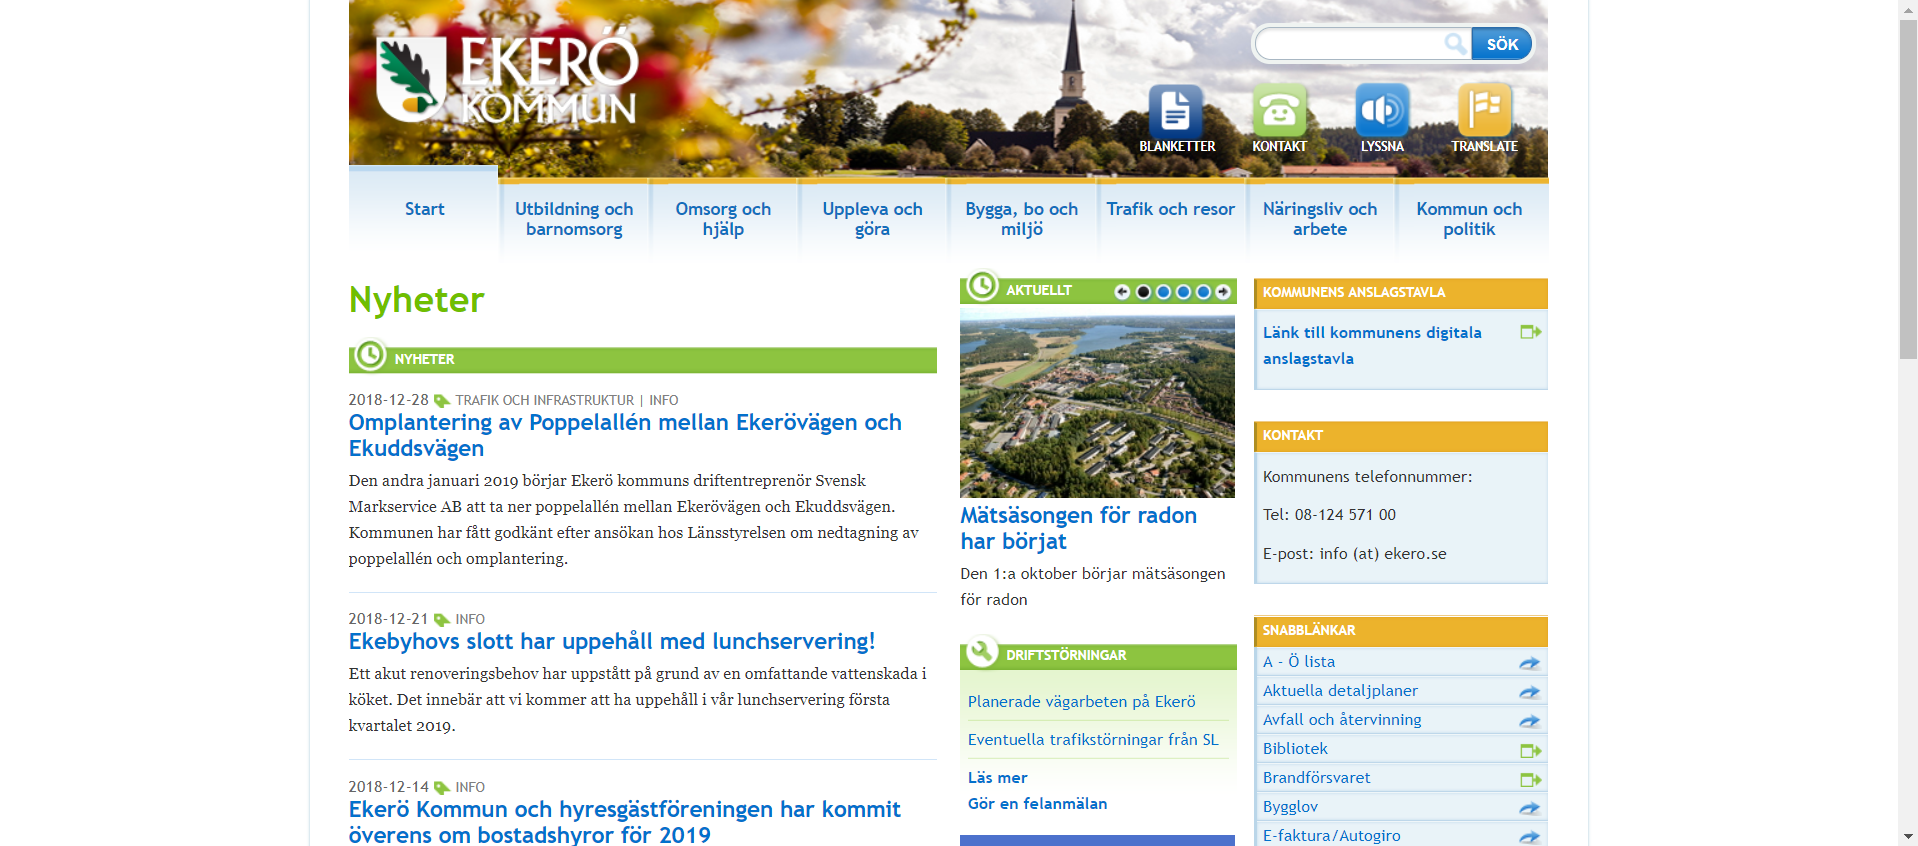 EKERÖ
KOMMUN
SÖK
BLANKETTER
KONTAKT
LYSSNA
TRANSLATE
Start
Utbildning och
barnomsorg
Omsorg och
hjälp
Uppleva och
göra
Bygga, bo och
miljö
Trafik och resor
Näringsliv och
arbete
Kommun och
politik
Nyheter
NYHETER
2018-12-28 TRAFIK OCH INFRASTRUKTUR | INFO
Omplantering av Poppelallén mellan Ekerövägen och
Ekuddsvägen
Den andra januari 2019 börjar Ekerö kommuns driftentreprenör Svensk
Markservice AB att ta ner poppelallén mellan Ekerövägen och Ekuddsvägen.
Kommunen har fått godkänt efter ansökan hos Länsstyrelsen om nedtagning av
poppelallén och omplantering.
2018-12-21 INFO
Ekebyhovs slott har uppehåll med lunchservering!
Ett akut renoveringsbehov har uppstått på grund av en omfattande vattenskada i
köket. Det innebär att vi kommer att ha uppehåll i vår lunchservering första
kvartalet 2019.
2018-12-14 INFO
Ekerö Kommun och hyresgästföreningen har kommit
överens om bostadshyror för 2019
AKTUELLT
Mätsäsongen för radon
har börjat
Den 1:a oktober börjar mätsäsongen
för radon
DRIFTSTÖRNINGAR
Planerade vägarbeten på Ekerö
Eventuella trafikstörningar från SL
Läs mer
Gör en felanmälan
KOMMUNENS ANSLAGSTAVLA
Länk till kommunens digitala
anslagstavla
KONTAKT
Kommunens telefonnummer:
Tel: 08-124 571 00
E-post: info (at) ekero.se
SNABBLÄNKAR
A - Ö lista
Aktuella detaljplaner
Avfall och återvinning
Bibliotek
Brandförsvaret
Bygglov
E-faktura/Autogiro